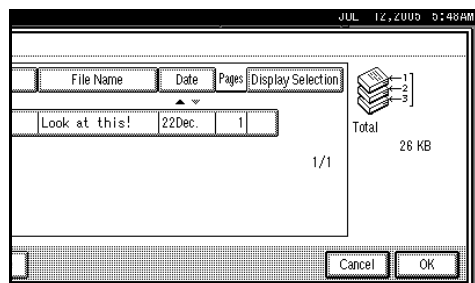 JUL 12,2005 5:48AM
File Name Date Pages Display Selection
1
2
3
Look at this! 22Dec. 1
Total
26 KB
1/1
Cancel OK